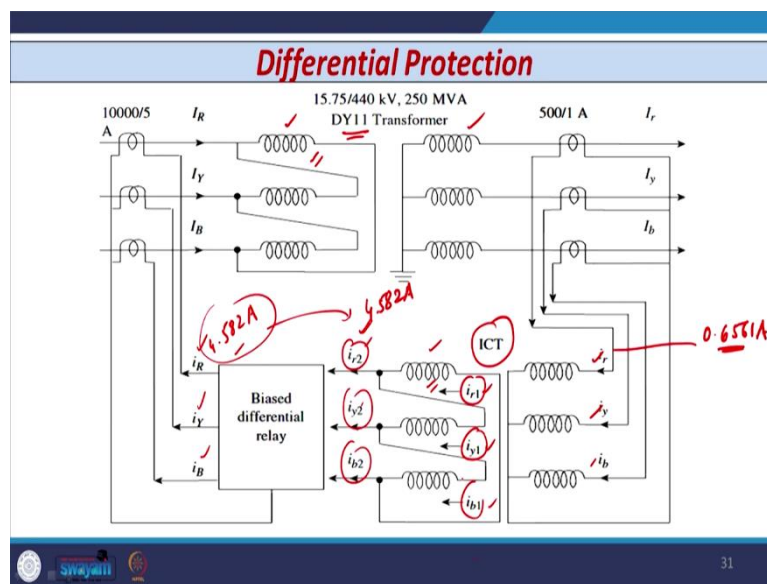 Differential Protection
15.75/440 kV, 250 MVA
DY11 Transformer
10000/5
A
I_R
500/1 A
I_r
I_Y
I_y
I_B
I_b
4.582A
4.582A
ICT
0.6561A
i_R
i_r2
i_r1
i_r
Biased
differential
relay
i_Y
i_y2
i_y1
i_y
i_B
i_b2
i_b1
i_b
swayam
31